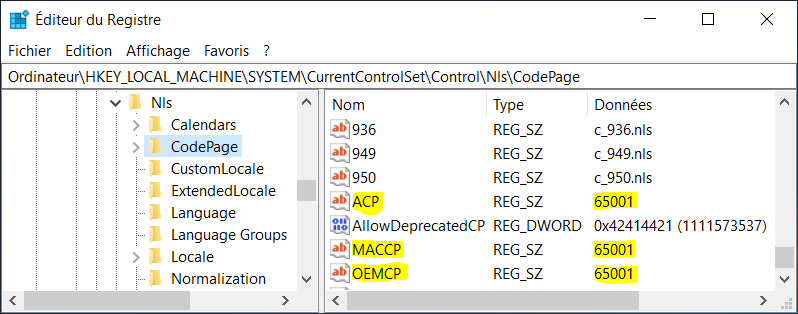 Éditeur du Registre
Fichier Edition Affichage Favoris ?
Ordinateur\HKEY_LOCAL_MACHINE\SYSTEM\CurrentControlSet\Control\Nls\CodePage
Nls
Calendars
CodePage
CustomLocale
ExtendedLocale
Language
Language Groups
Locale
Normalization
Nom Type Données
936 REG_SZ c_936.nls
949 REG_SZ c_949.nls
950 REG_SZ c_950.nls
ACP REG_SZ 65001
AllowDeprecatedCP REG_DWORD 0x42414421 (1111573537)
MACCP REG_SZ 65001
OEMCP REG_SZ 65001